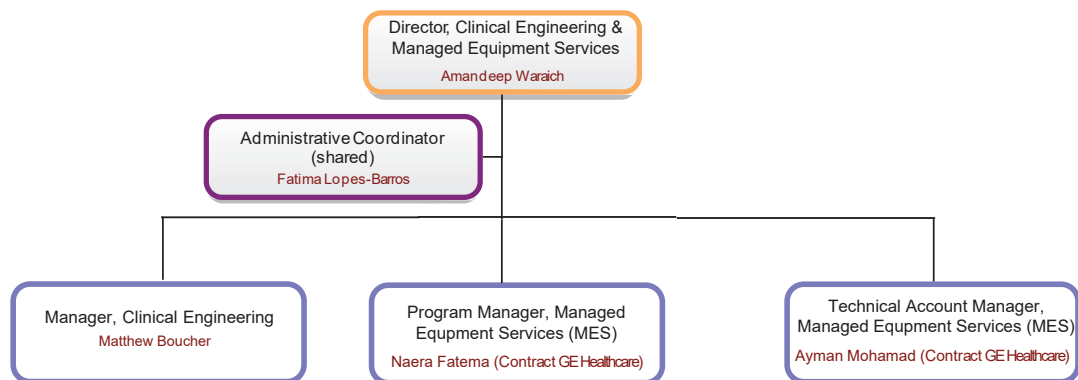 Director, Clinical Engineering &
Managed Equipment Services
Amandeep Waraich
Administrative Coordinator
(shared)
Fatima Lopes-Barros
Manager, Clinical Engineering
Matthew Boucher
Program Manager, Managed
Equpment Services (MES)
Naera Fatema (Contract GE Healthcare)
Technical Account Manager,
Managed Equpment Services (MES)
Ayman Mohamad (Contract GE Healthcare)